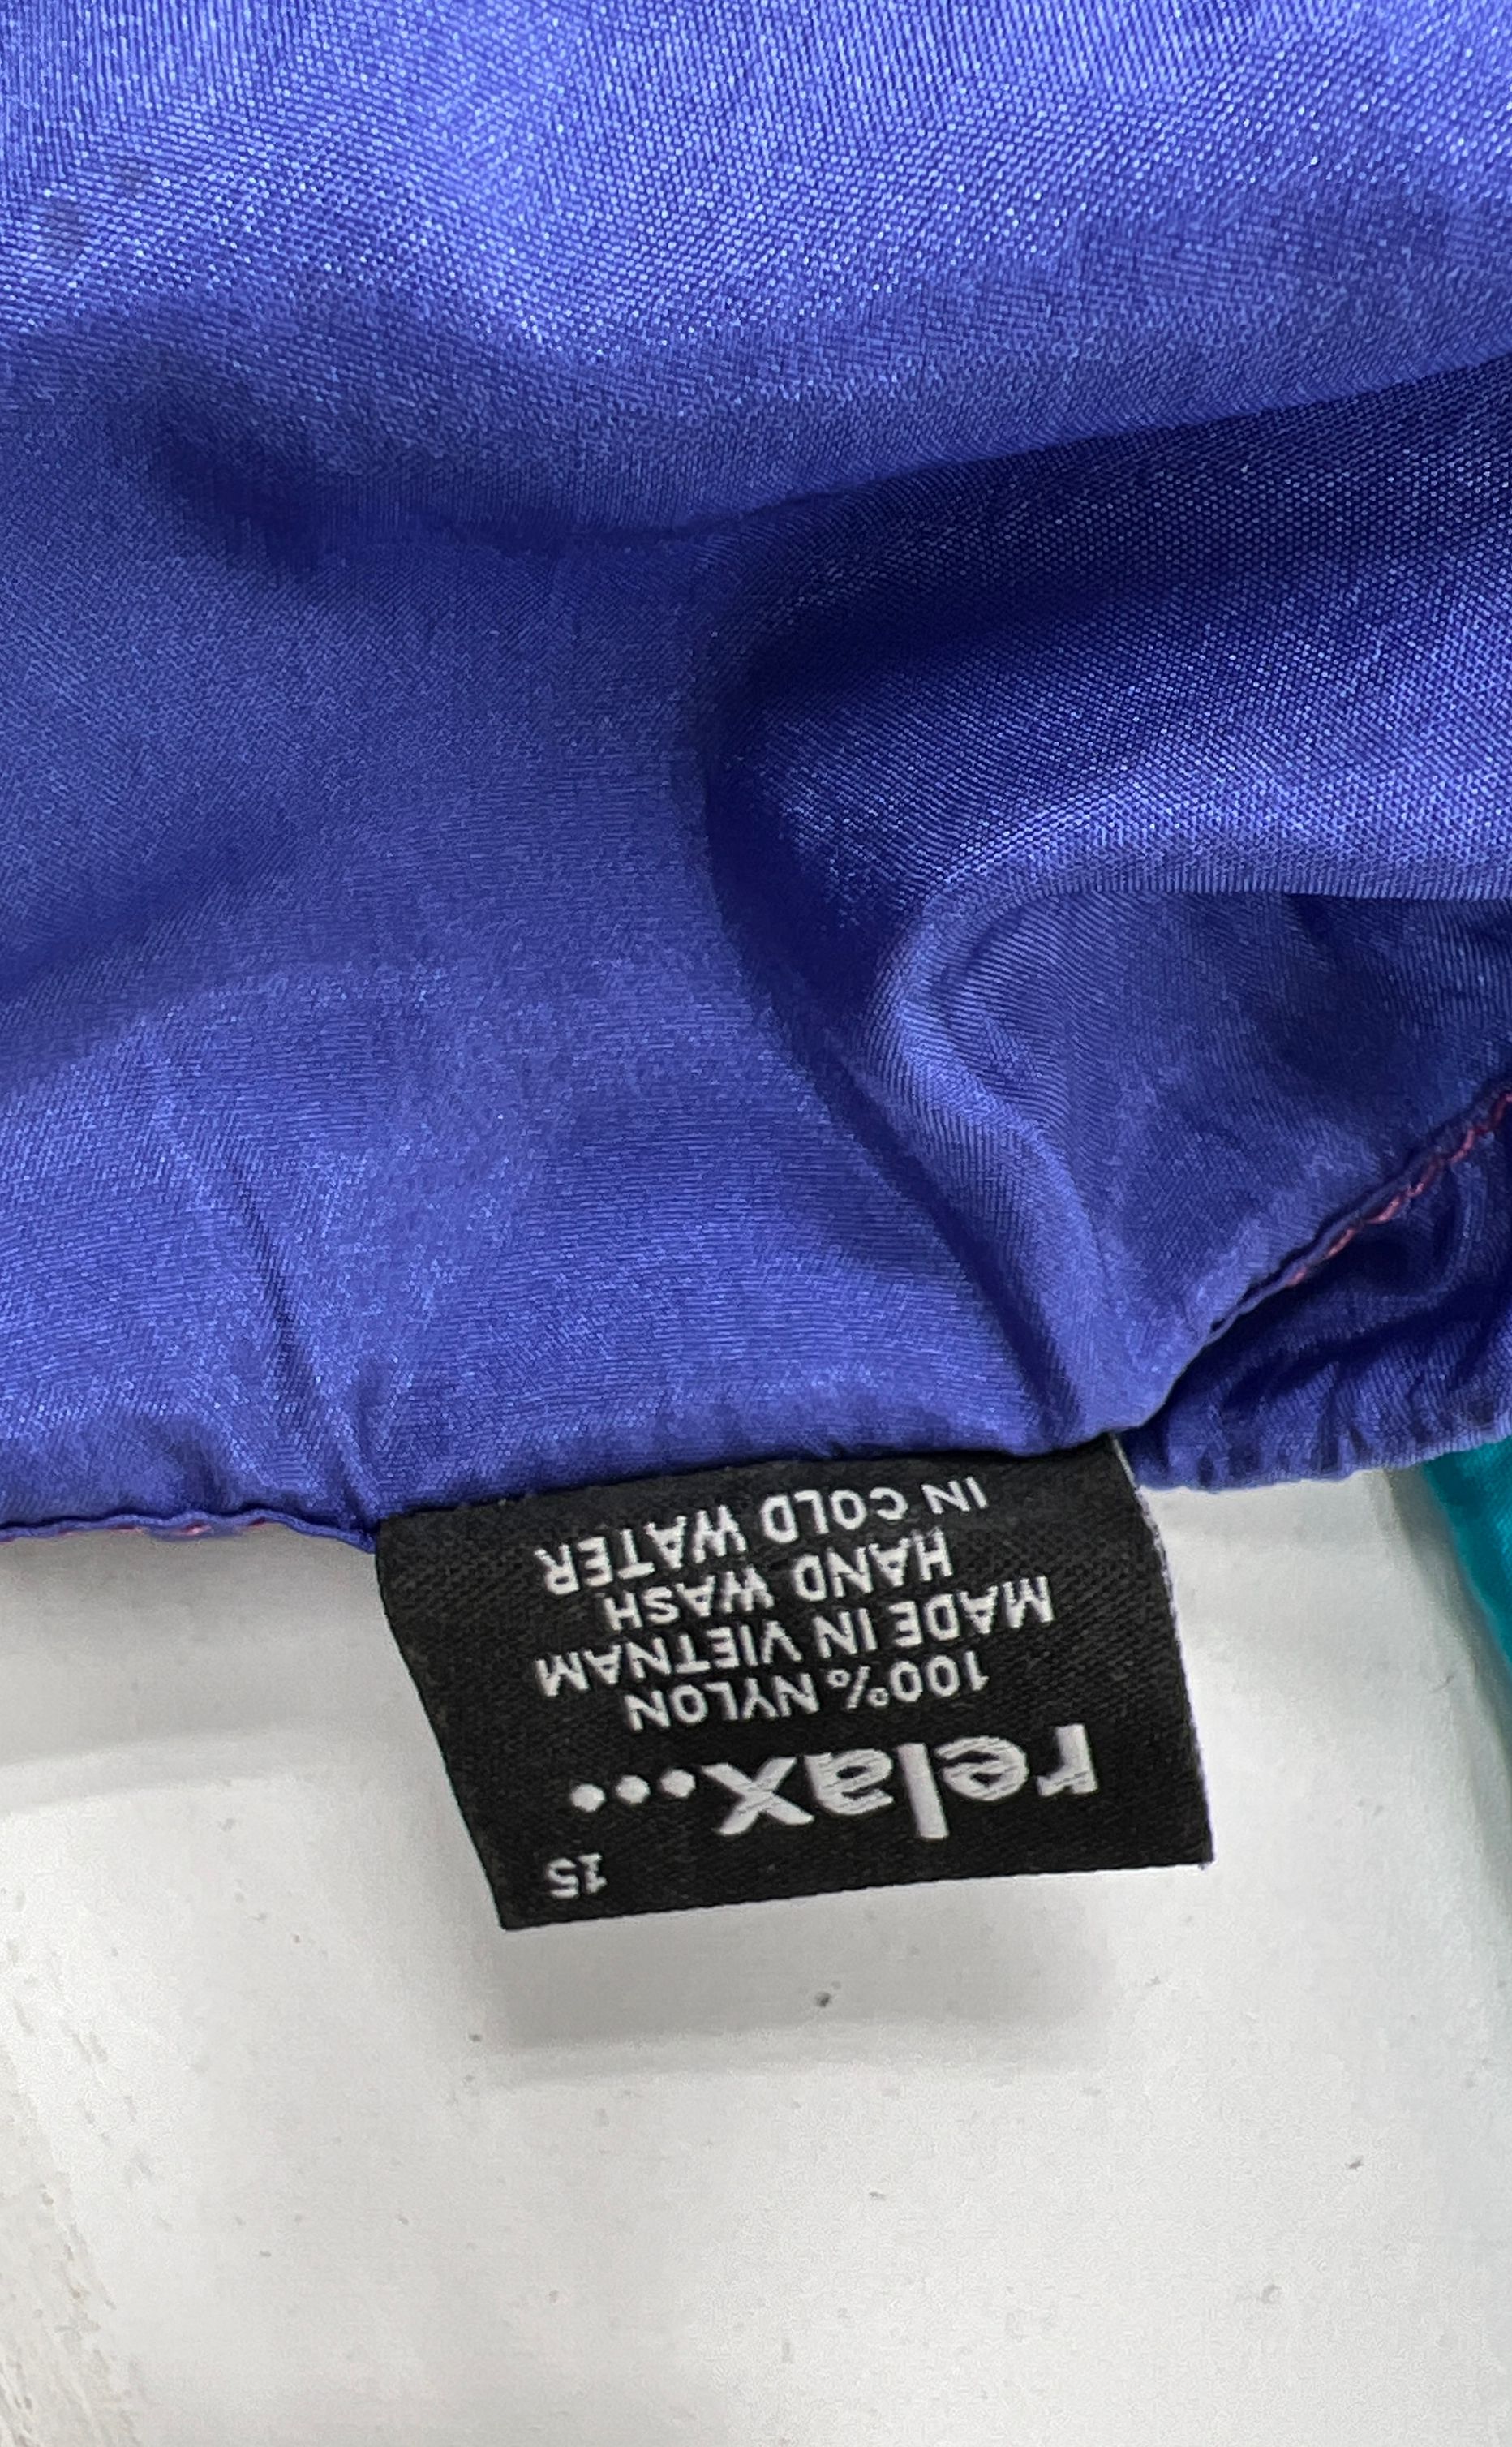 15
relax...
100% NYLON
MADE IN VIETNAM
HAND WASH
IN COLD WATER